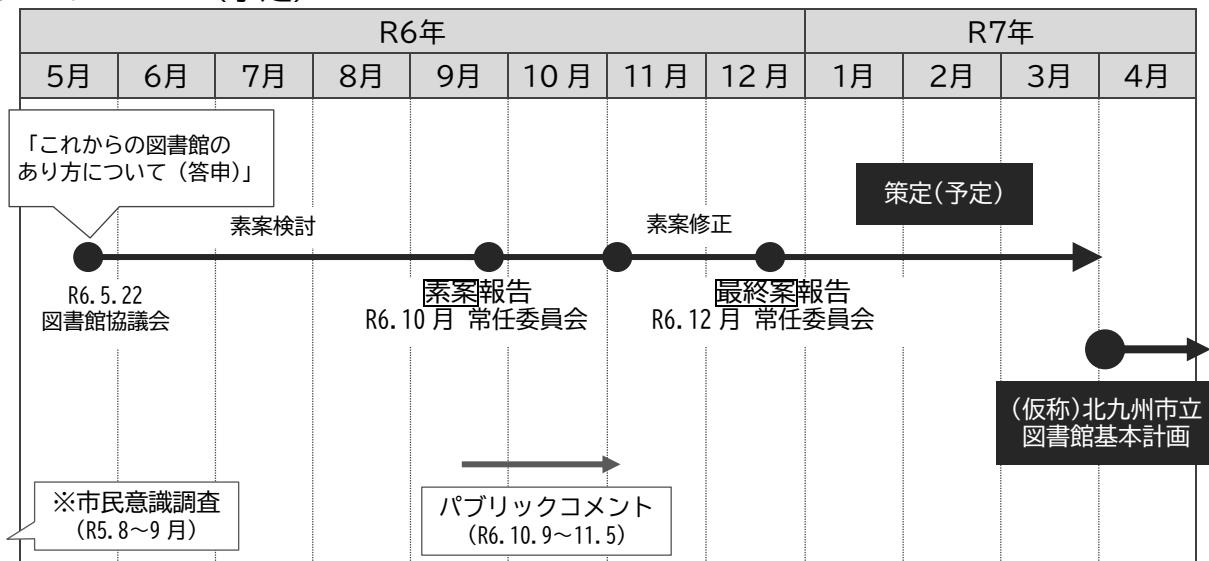 R6年
R7年
5月
6月
7月
8月
9月
10月
11月
12月
1月
2月
3月
4月
「これからの図書館の
あり方について（答申）」
策定(予定)
素案検討
素案修正
R6.5.22
図書館協議会
素案報告
R6.10月 常任委員会
最終案報告
R6.12月 常任委員会
(仮称)北九州市立
図書館基本計画
※市民意識調査
（R5.8～9月）
パブリックコメント
（R6.10.9～11.5）